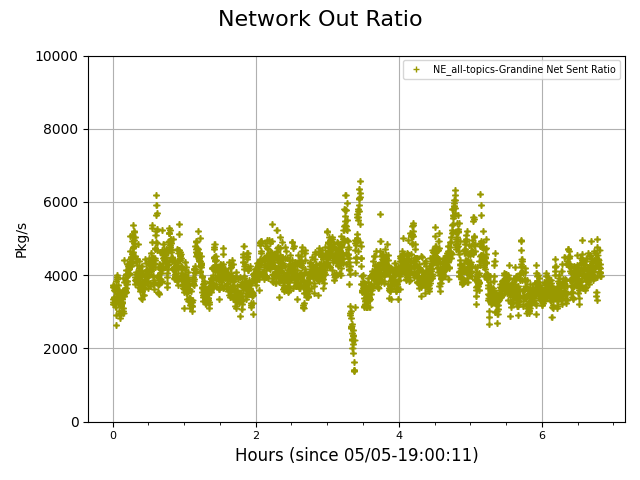 Network Out Ratio
10000
NE_all-topics-Grandine Net Sent Ratio
8000
6000
Pkg/s
4000
2000
0
0 2 4 6
Hours (since 05/05-19:00:11)